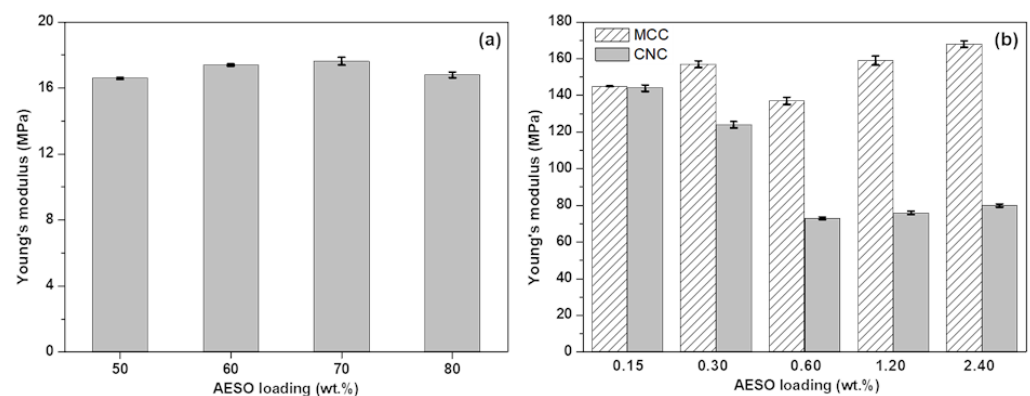 (a)
Young's modulus (MPa)
20
16
12
8
4
0
50 60 70 80
AESO loading (wt.%)
(b)
MCC
CNC
Young's modulus (MPa)
180
160
140
120
100
80
60
40
20
0
0.15 0.30 0.60 1.20 2.40
AESO loading (wt.%)